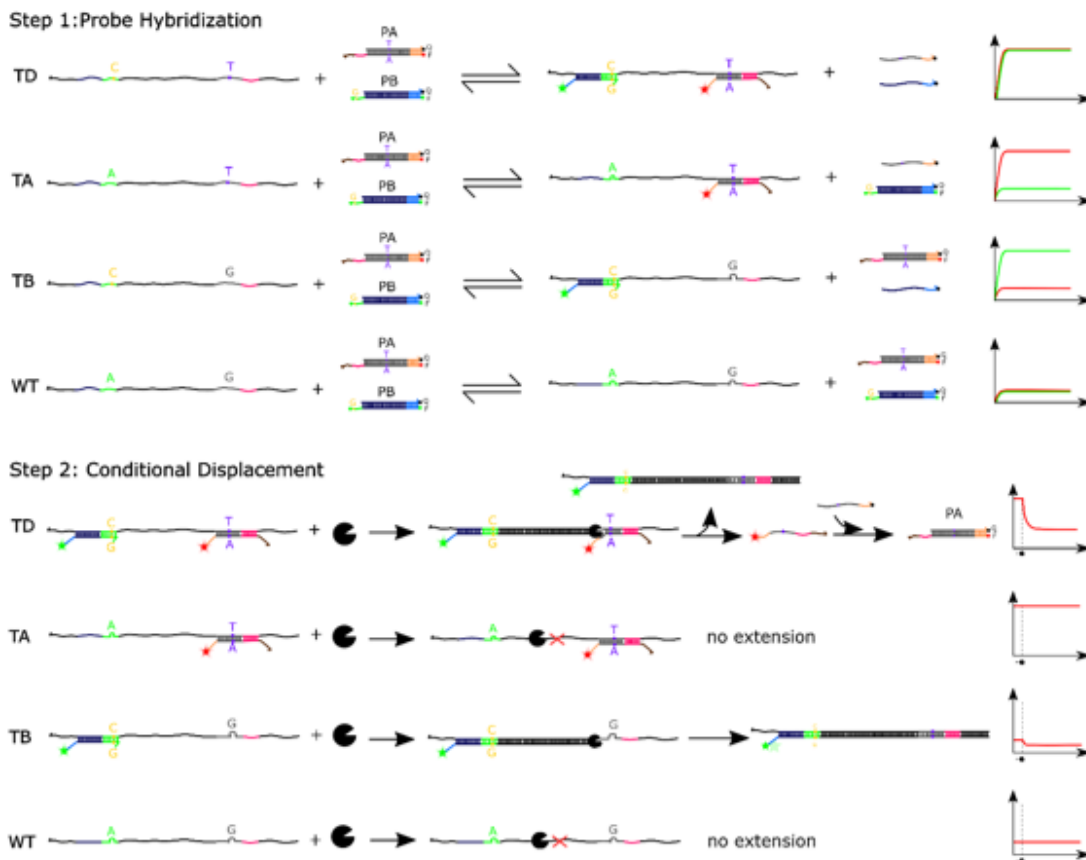 Step 1:Probe Hybridization
PA
C T
TD + PB +
C G T A
PA
A T
TA + PB +
A T A
PA
C G
TB + PB +
C G G
PA
A G
WT + PB +
A G
Step 2: Conditional Displacement
TD C G T A + C G T A PA
TA A T A + A T A no extension
TB C G G + C G G
WT A G + A G no extension